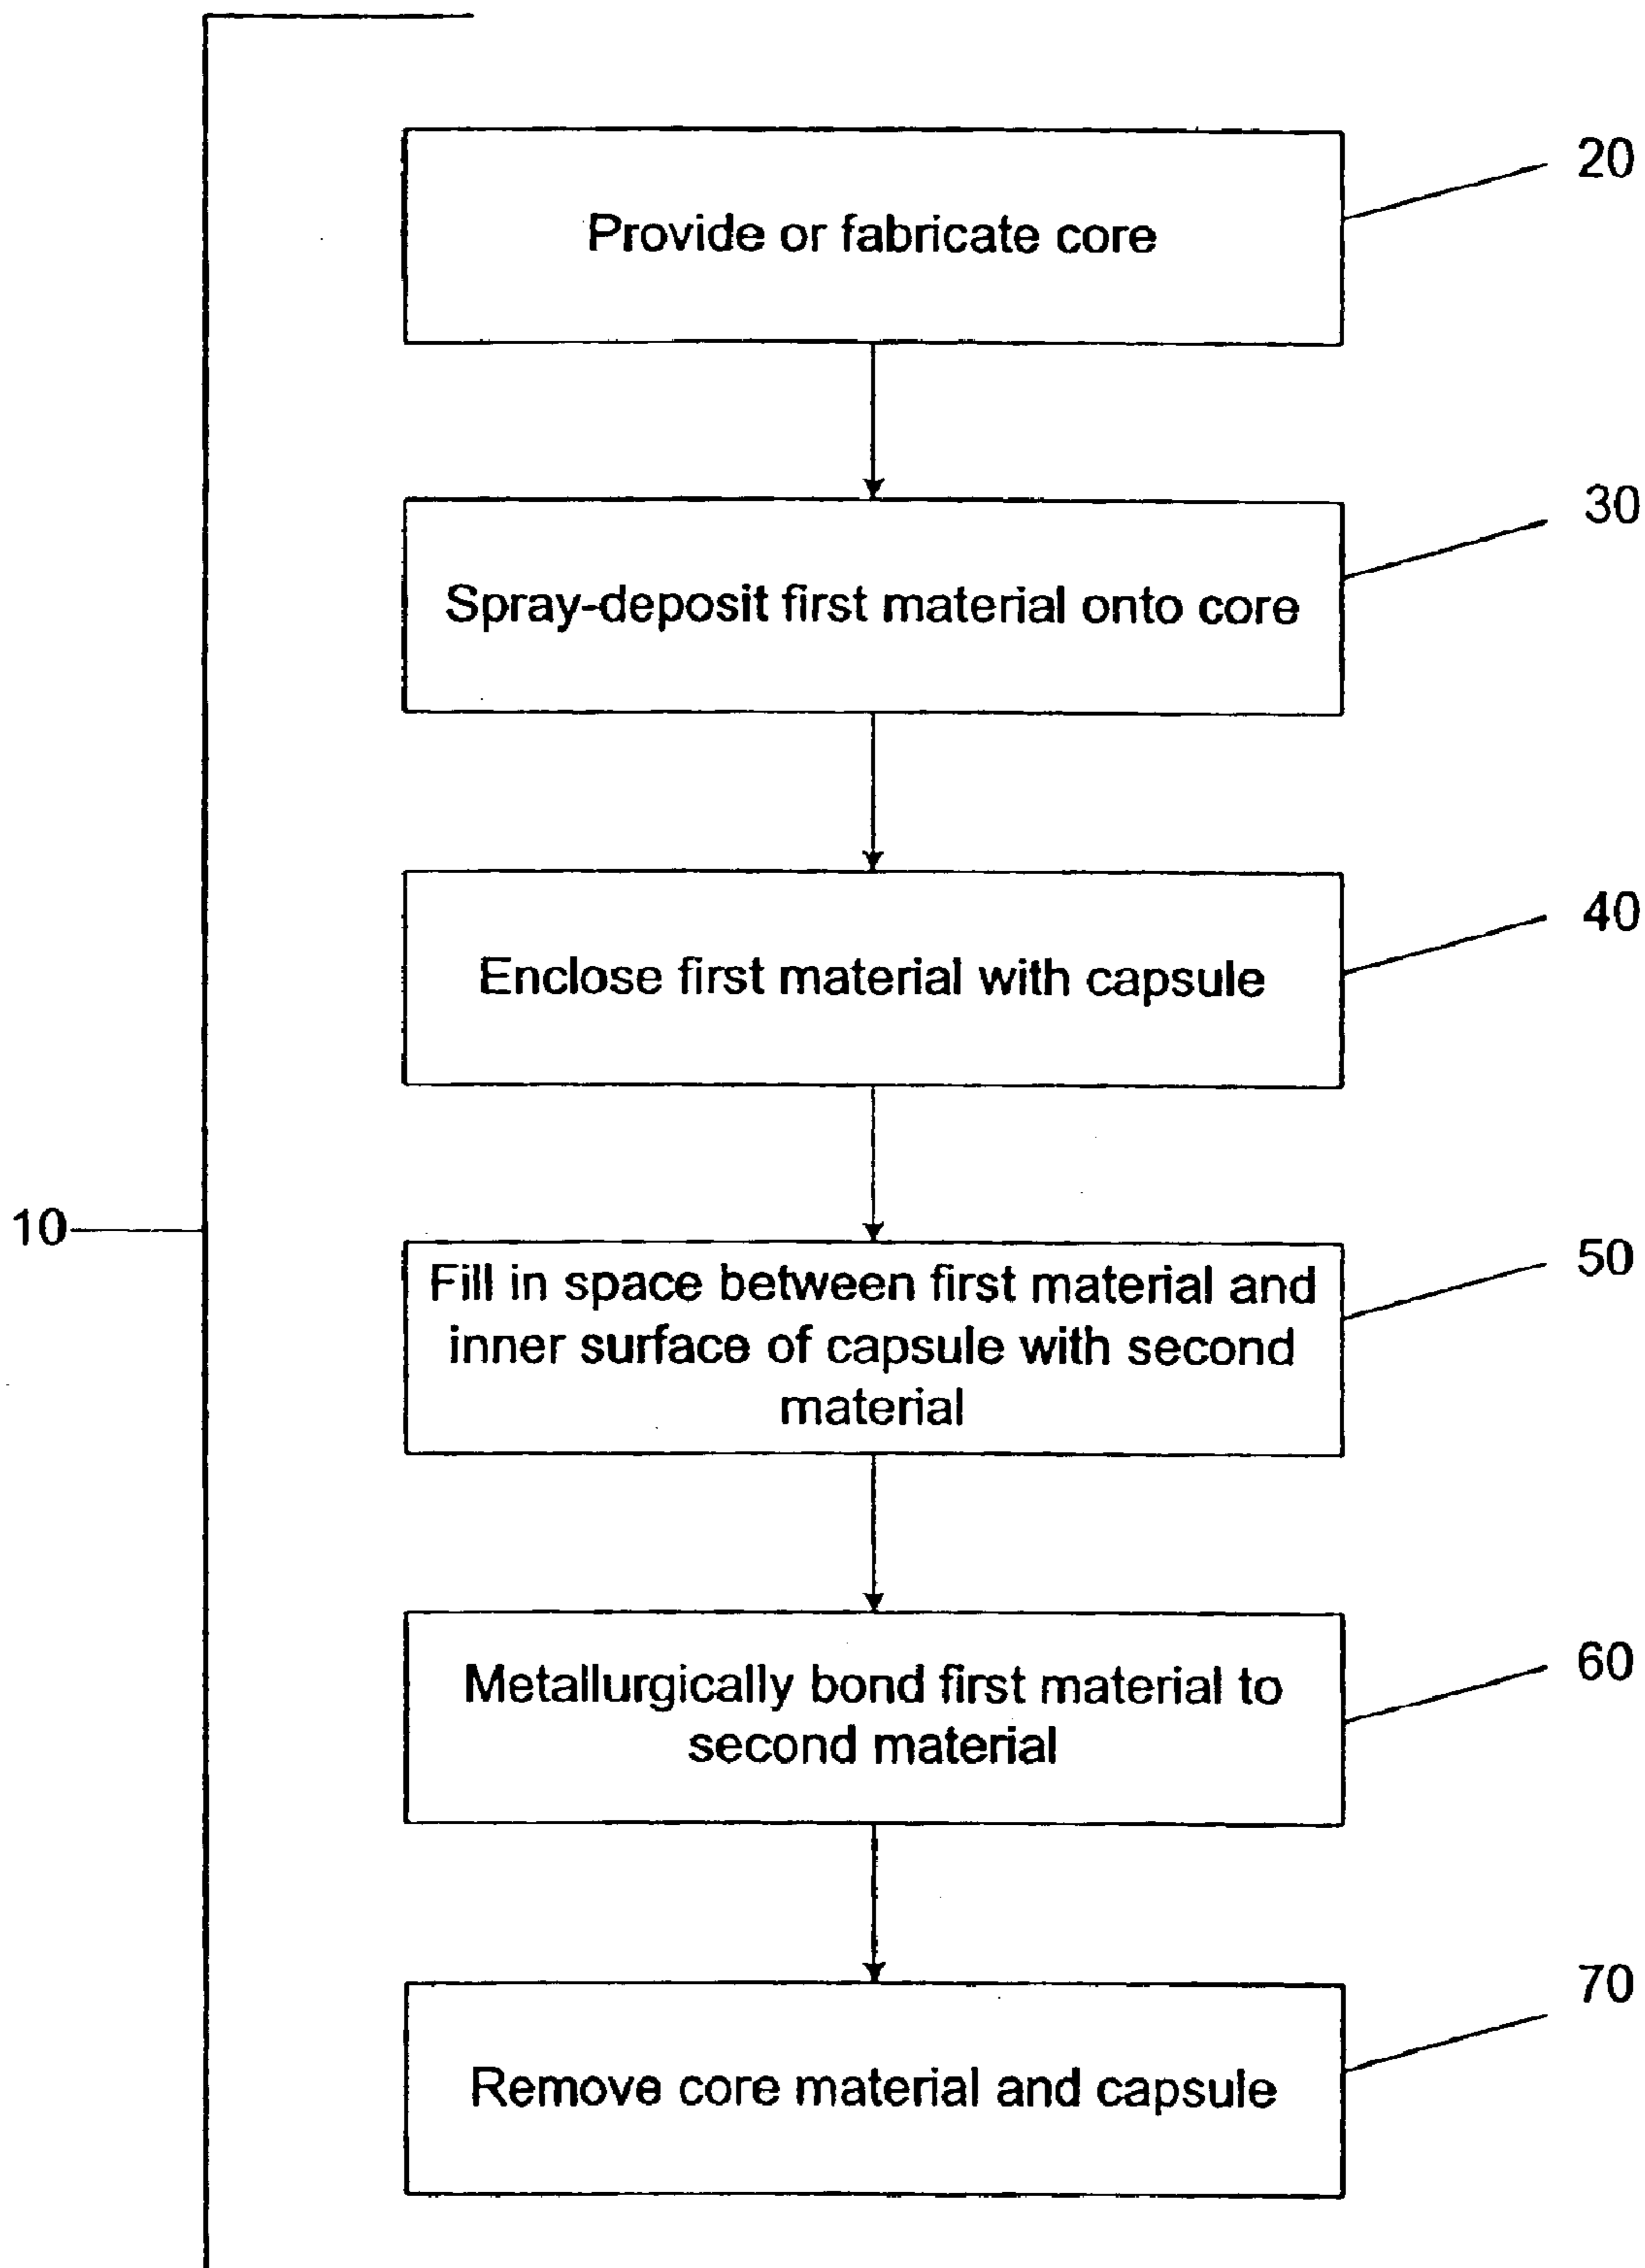 20
Provide or fabricate core
30
Spray-deposit first material onto core
40
Enclose first material with capsule
10
50
Fill in space between first material and
inner surface of capsule with second
material
60
Metallurgically bond first material to
second material
70
Remove core material and capsule